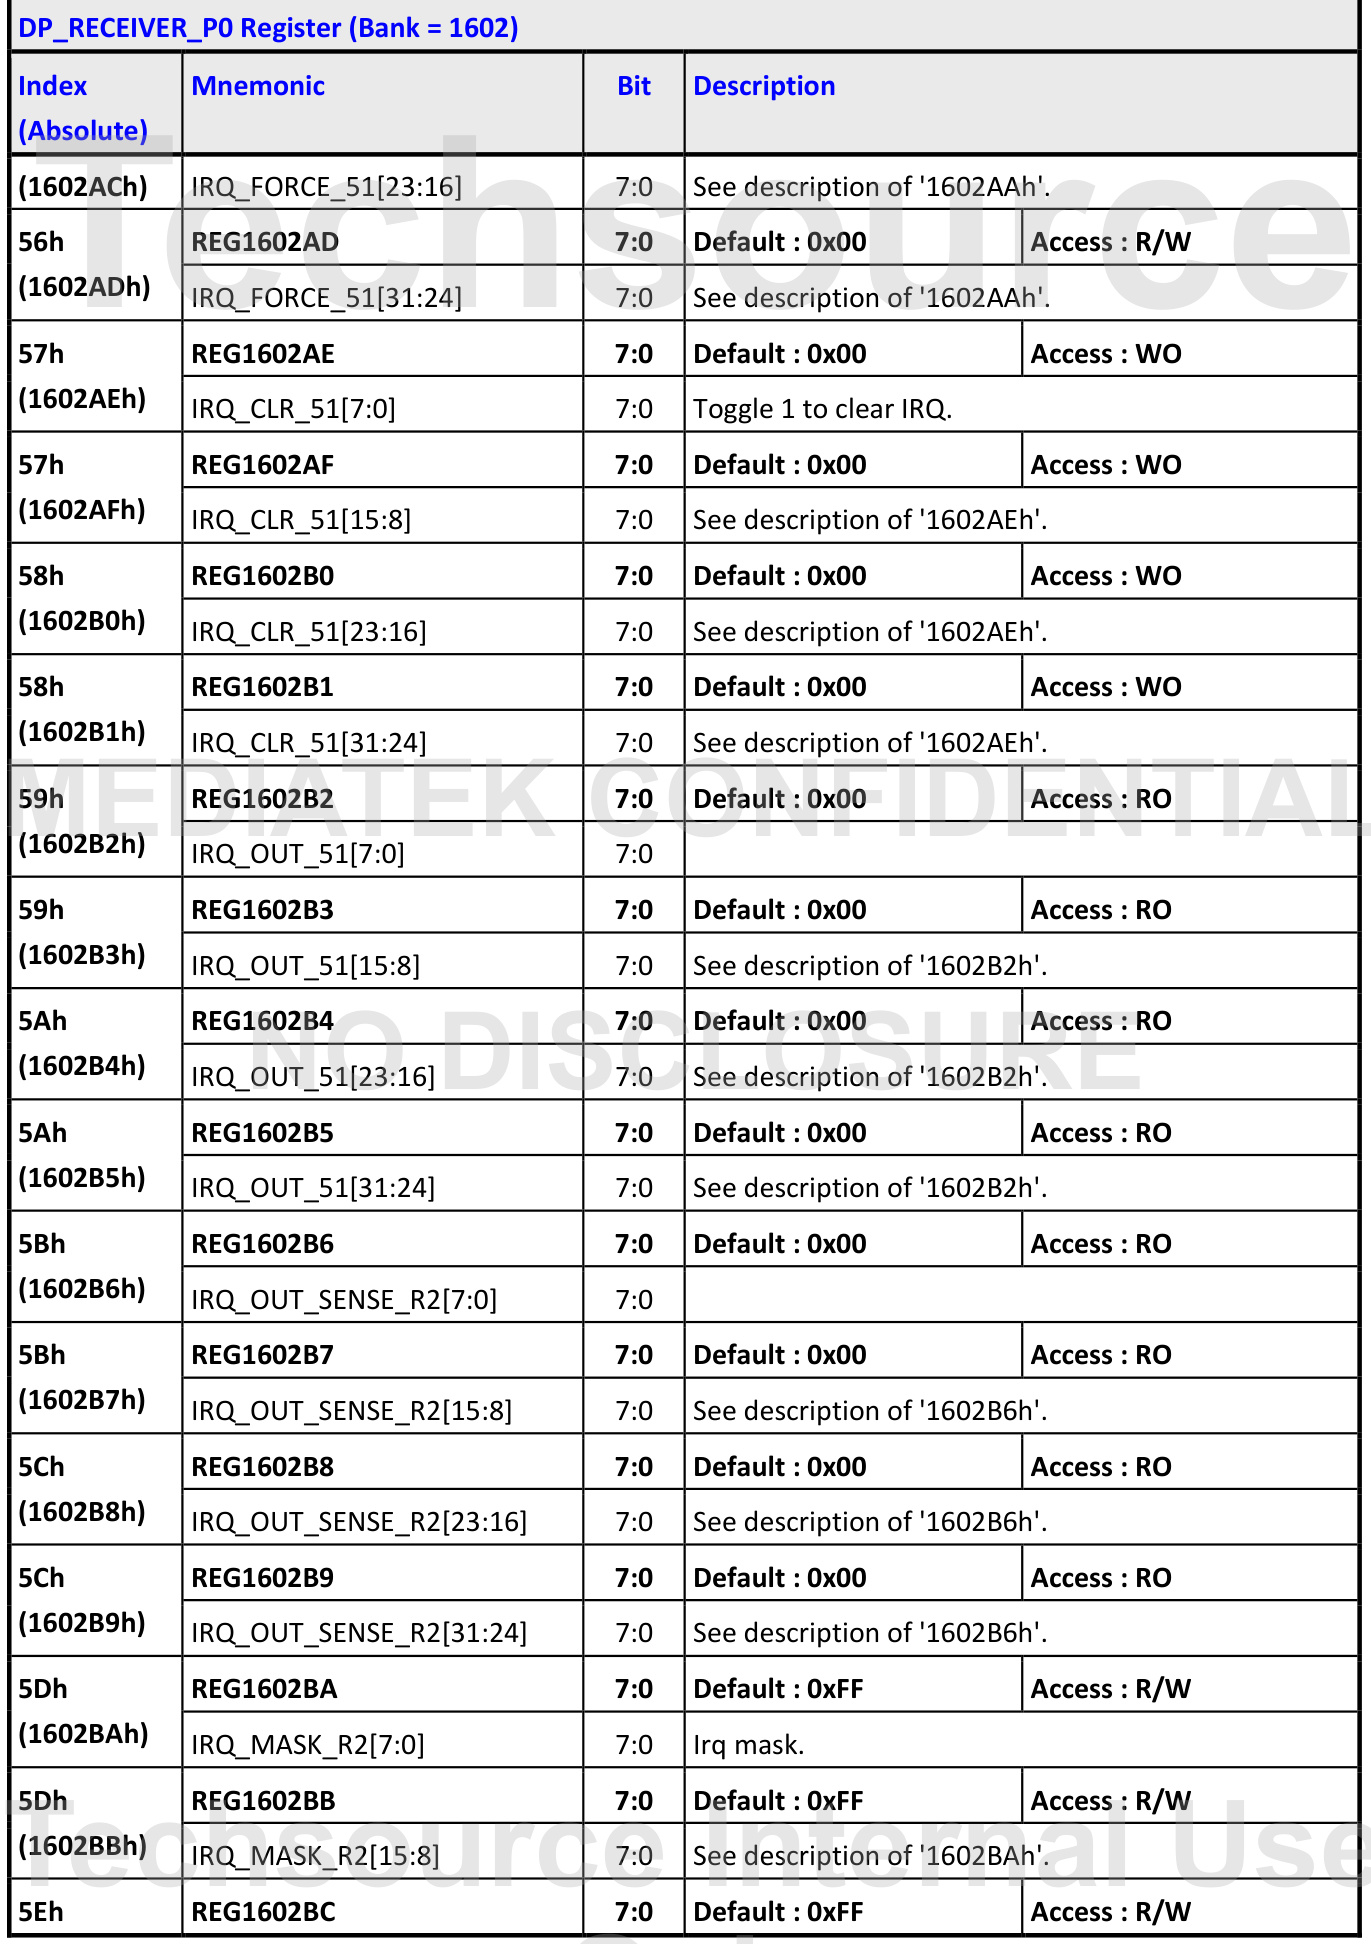 DP_RECEIVER_P0 Register (Bank = 1602)
Index (Absolute) Mnemonic Bit Description
(1602ACh) IRQ_FORCE_51[23:16] 7:0 See description of '1602AAh'.
56h (1602ADh) REG1602AD 7:0 Default : 0x00 Access : R/W
IRQ_FORCE_51[31:24] 7:0 See description of '1602AAh'.
57h (1602AEh) REG1602AE 7:0 Default : 0x00 Access : WO
IRQ_CLR_51[7:0] 7:0 Toggle 1 to clear IRQ.
57h (1602AFh) REG1602AF 7:0 Default : 0x00 Access : WO
IRQ_CLR_51[15:8] 7:0 See description of '1602AEh'.
58h (1602B0h) REG1602B0 7:0 Default : 0x00 Access : WO
IRQ_CLR_51[23:16] 7:0 See description of '1602AEh'.
58h (1602B1h) REG1602B1 7:0 Default : 0x00 Access : WO
IRQ_CLR_51[31:24] 7:0 See description of '1602AEh'.
59h (1602B2h) REG1602B2 7:0 Default : 0x00 Access : RO
IRQ_OUT_51[7:0] 7:0
59h (1602B3h) REG1602B3 7:0 Default : 0x00 Access : RO
IRQ_OUT_51[15:8] 7:0 See description of '1602B2h'.
5Ah (1602B4h) REG1602B4 7:0 Default : 0x00 Access : RO
IRQ_OUT_51[23:16] 7:0 See description of '1602B2h'.
5Ah (1602B5h) REG1602B5 7:0 Default : 0x00 Access : RO
IRQ_OUT_51[31:24] 7:0 See description of '1602B2h'.
5Bh (1602B6h) REG1602B6 7:0 Default : 0x00 Access : RO
IRQ_OUT_SENSE_R2[7:0] 7:0
5Bh (1602B7h) REG1602B7 7:0 Default : 0x00 Access : RO
IRQ_OUT_SENSE_R2[15:8] 7:0 See description of '1602B6h'.
5Ch (1602B8h) REG1602B8 7:0 Default : 0x00 Access : RO
IRQ_OUT_SENSE_R2[23:16] 7:0 See description of '1602B6h'.
5Ch (1602B9h) REG1602B9 7:0 Default : 0x00 Access : RO
IRQ_OUT_SENSE_R2[31:24] 7:0 See description of '1602B6h'.
5Dh (1602BAh) REG1602BA 7:0 Default : 0xFF Access : R/W
IRQ_MASK_R2[7:0] 7:0 Irq mask.
5Dh (1602BBh) REG1602BB 7:0 Default : 0xFF Access : R/W
IRQ_MASK_R2[15:8] 7:0 See description of '1602BAh'.
5Eh REG1602BC 7:0 Default : 0xFF Access : R/W
Techsource
MEDIATEK CONFIDENTIAL
NO DISCLOSURE
Techsource Internal Use